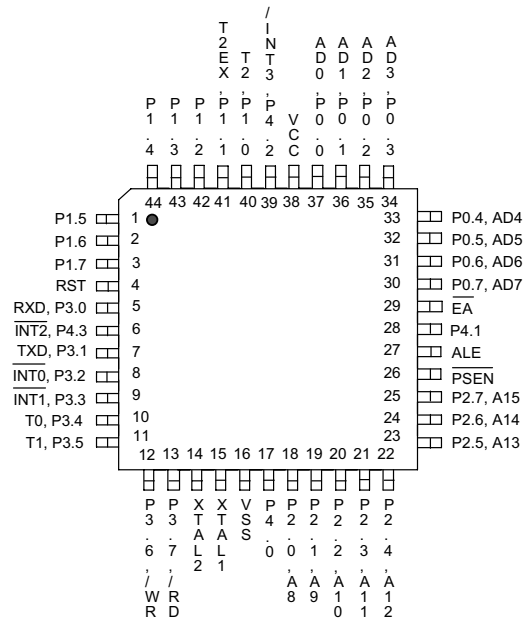 P1.4
P1.3
P1.2
T2EX,P1.1
T2,P1.0
/INT3,P4.2
VCC
AD0,P0.0
AD1,P0.1
AD2,P0.2
AD3,P0.3
44 43 42 41 40 39 38 37 36 35 34
P1.5 1
P1.6 2
P1.7 3
RST 4
RXD, P3.0 5
INT2, P4.3 6
TXD, P3.1 7
INT0, P3.2 8
INT1, P3.3 9
T0, P3.4 10
T1, P3.5 11
33 P0.4, AD4
32 P0.5, AD5
31 P0.6, AD6
30 P0.7, AD7
29 EA
28 P4.1
27 ALE
26 PSEN
25 P2.7, A15
24 P2.6, A14
23 P2.5, A13
12 13 14 15 16 17 18 19 20 21 22
P3.6,/WR
P3.7,/RD
XTAL2
XTAL1
VSS
P4.0
P2.0,A8
P2.1,A9
P2.2,A10
P2.3,A11
P2.4,A12